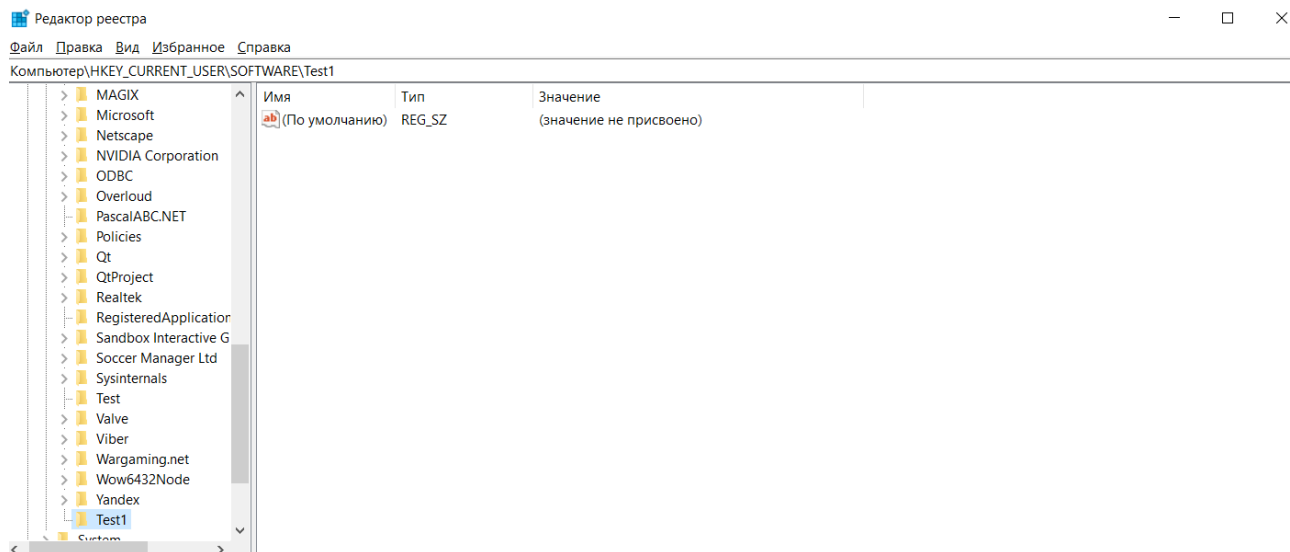 Редактор реестра
Файл Правка Вид Избранное Справка
Компьютер\HKEY_CURRENT_USER\SOFTWARE\Test1
MAGIX
Microsoft
Netscape
NVIDIA Corporation
ODBC
Overloud
PascalABC.NET
Policies
Qt
QtProject
Realtek
RegisteredApplication
Sandbox Interactive G
Soccer Manager Ltd
Sysinternals
Test
Valve
Viber
Wargaming.net
Wow6432Node
Yandex
Test1
System
Имя Тип Значение
ab (По умолчанию) REG_SZ (значение не присвоено)